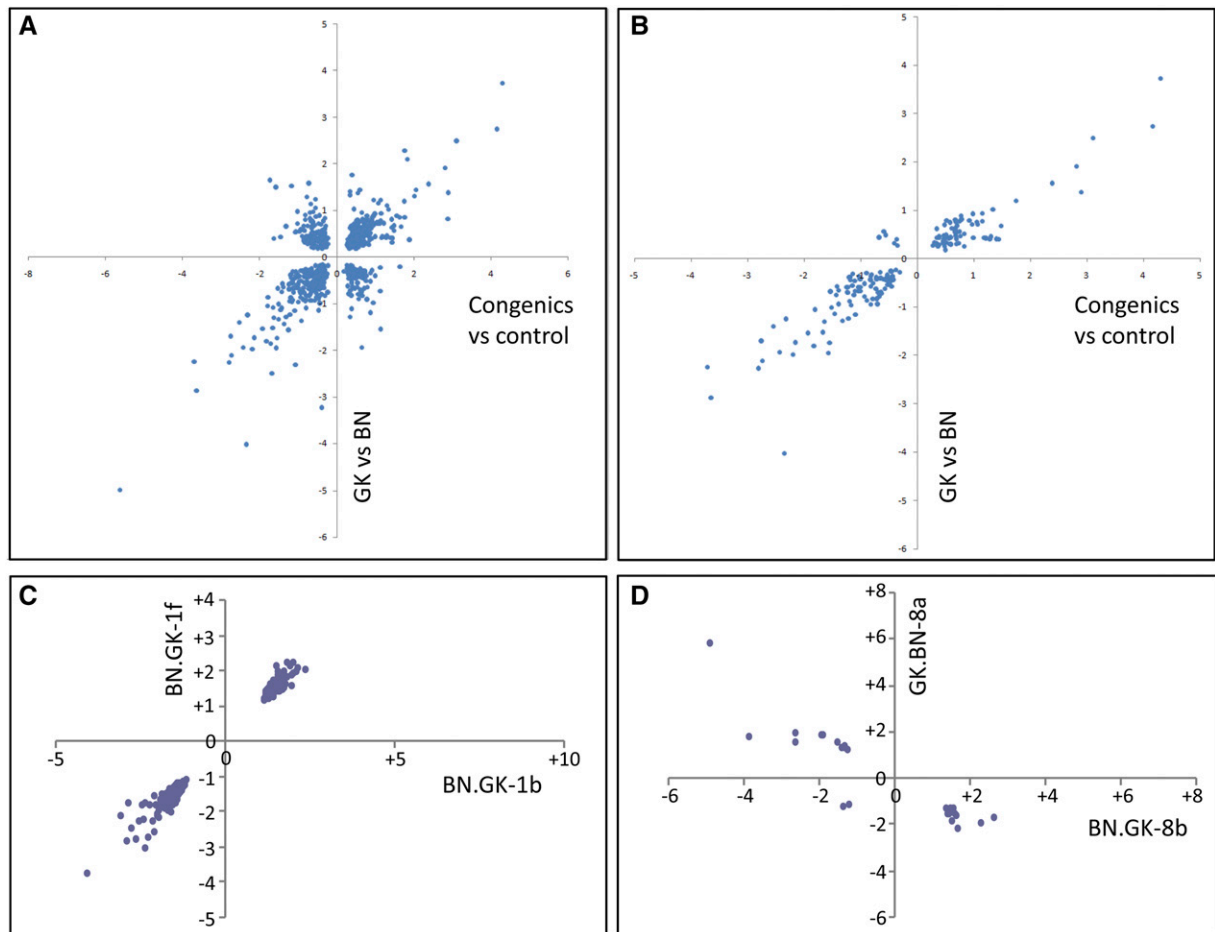 A
5
4
3
2
1
0
-8 -6 -4 -2 0 2 4 6
-1
-2
-3
-4
-5
-6
Congenics
vs control
GK vs BN
B
5
4
3
2
1
0
-5 -4 -3 -2 -1 0 1 2 3 4 5
-1
-2
-3
-4
-5
-6
Congenics
vs control
GK vs BN
C
BN.GK-1f
+4
+3
+2
+1
0
-5 0 +5 +10
BN.GK-1b
-1
-2
-3
-4
-5
D
+8
GK.BN-8a
+6
+4
+2
0
-6 -4 -2 0 +2 +4 +6 +8
BN.GK-8b
-2
-4
-6